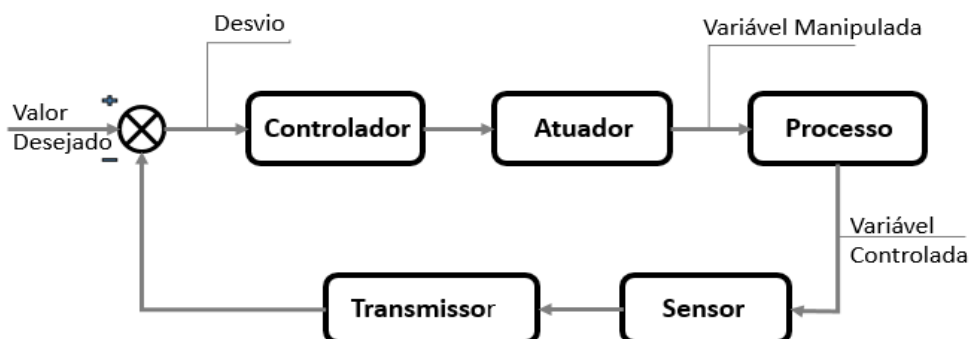 Desvio
Variável Manipulada
+
Valor
Desejado
−
Controlador
Atuador
Processo
Variável
Controlada
Transmissor
Sensor